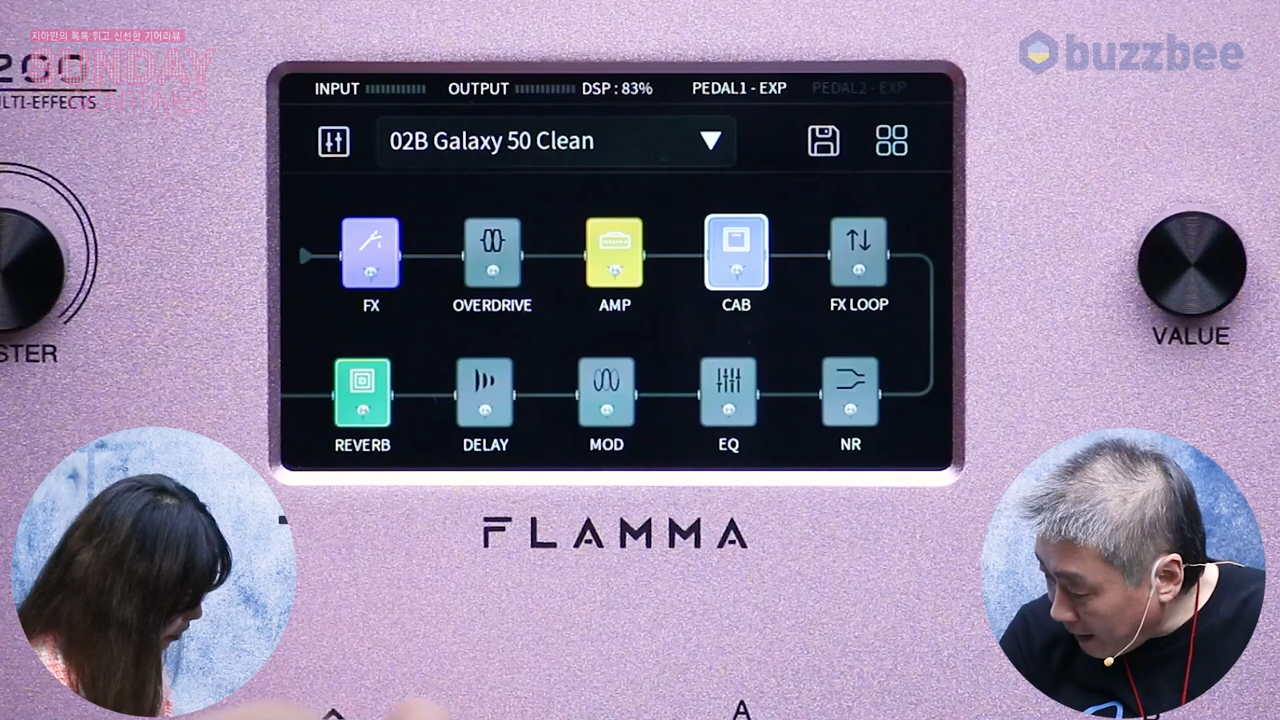 지아만의 톡톡 튀고 신선한 기어리뷰
SUNDAY
buzzbee
200
LTI-EFFECTS
INPUT OUTPUT DSP : 83% PEDAL1 - EXP PEDAL2 - EXP
02B Galaxy 50 Clean
FX OVERDRIVE AMP CAB FX LOOP
STER
VALUE
REVERB DELAY MOD EQ NR
FLAMMA
A